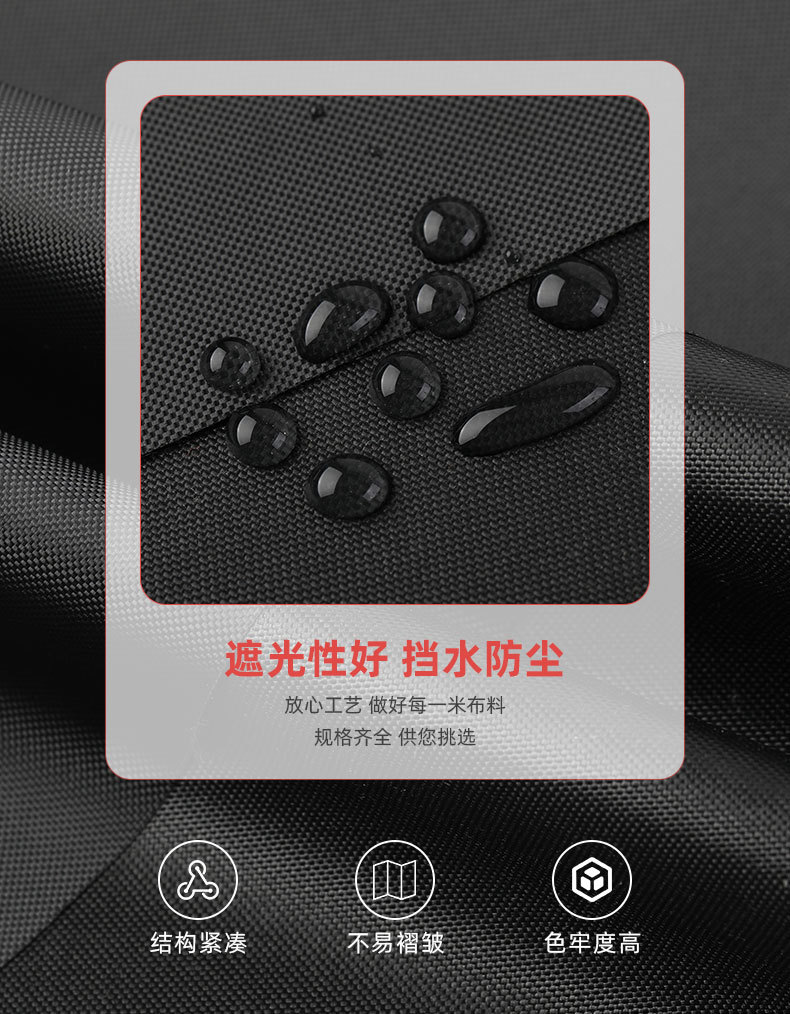 遮光性好 挡水防尘
放心工艺 做好每一米布料
规格齐全 供您挑选
结构紧凑
不易褶皱
色牢度高